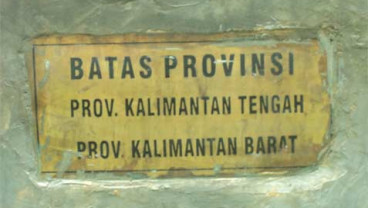 BATAS PROVINSI
PROV. KALIMANTAN TENGAH
PROV. KALIMANTAN BARAT